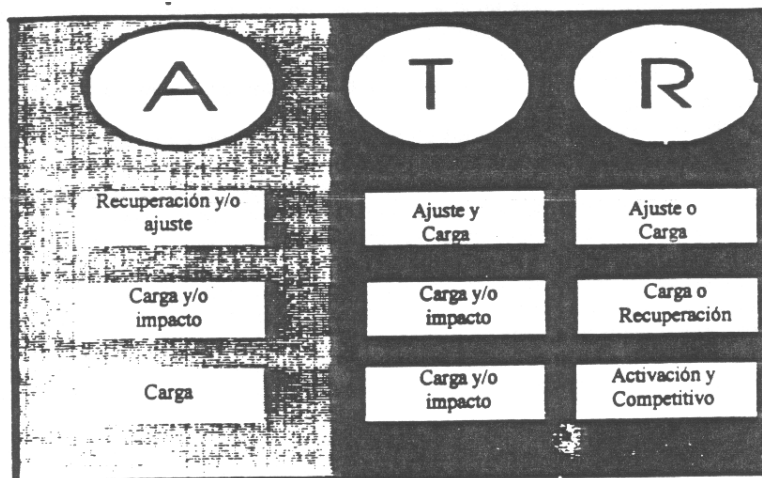 A T R
Recuperación y/o
ajuste
Ajuste y
Carga
Ajuste o
Carga
Carga y/o
impacto
Carga y/o
impacto
Carga o
Recuperación
Carga
Carga y/o
impacto
Activación y
Competitivo